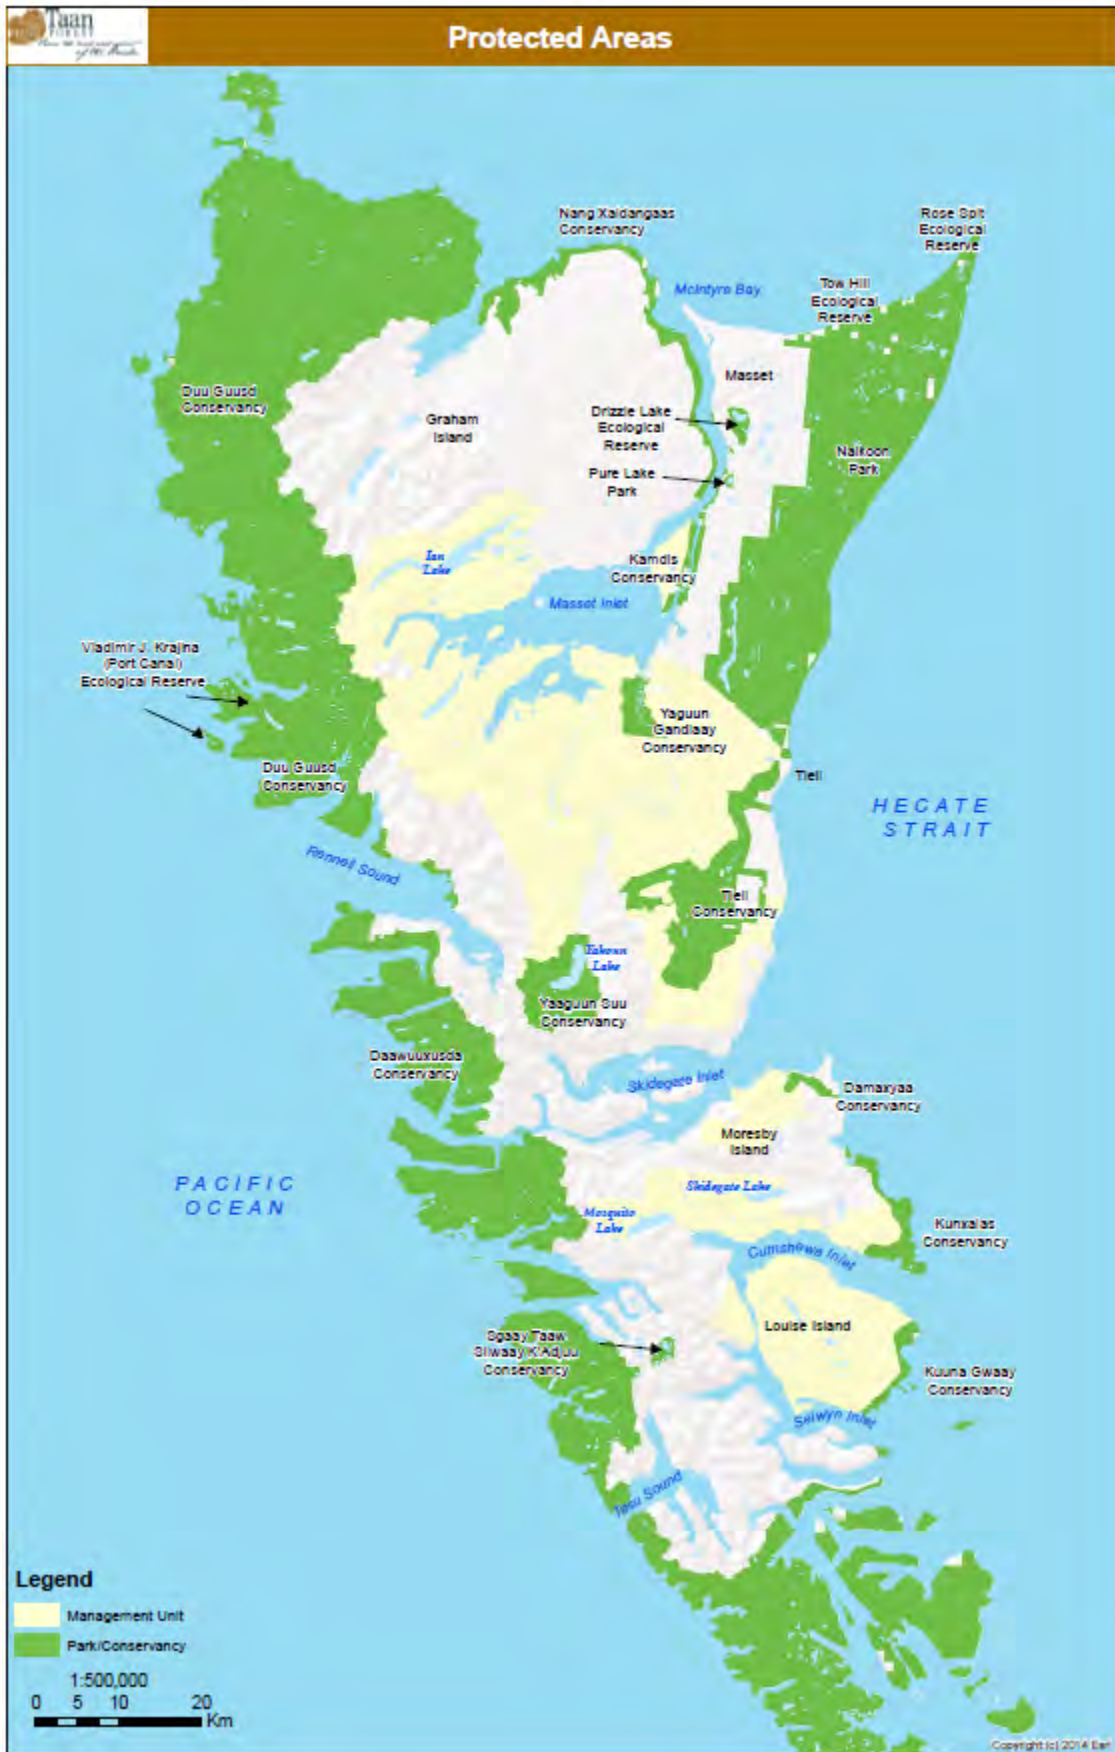 Taan
FOREST
Protected Areas
Nang Xaldangaas
Conservancy
Rose Spit
Ecological
Reserve
McIntyre Bay
Tow Hill
Ecological
Reserve
Masset
Duu Guusd
Conservancy
Graham
Island
Drizzle Lake
Ecological
Reserve
Naikoon
Park
Pure Lake
Park
Ian
Lake
Kamdis
Conservancy
Masset Inlet
Vladimir J. Krajina
(Port Canal)
Ecological Reserve
Yaguun
Gandlaay
Conservancy
Duu Guusd
Conservancy
Tlell
HECATE
STRAIT
Rennell Sound
Tlell
Conservancy
Yakoun
Lake
Yaaguun Suu
Conservancy
Daawuuxusda
Conservancy
Skidegate Inlet
Damaxyaa
Conservancy
Moresby
Island
PACIFIC
OCEAN
Skidegate Lake
Mosquito
Lake
Kunxalas
Conservancy
Cumshewa Inlet
Louise Island
Sgaay Taaw
Siiwaay K'Adjuu
Conservancy
Kuuna Gwaay
Conservancy
Selwyn Inlet
Tasu Sound
Legend
Management Unit
Park/Conservancy
1:500,000
0 5 10 20
Km
Copyright (c) 2014 Esri